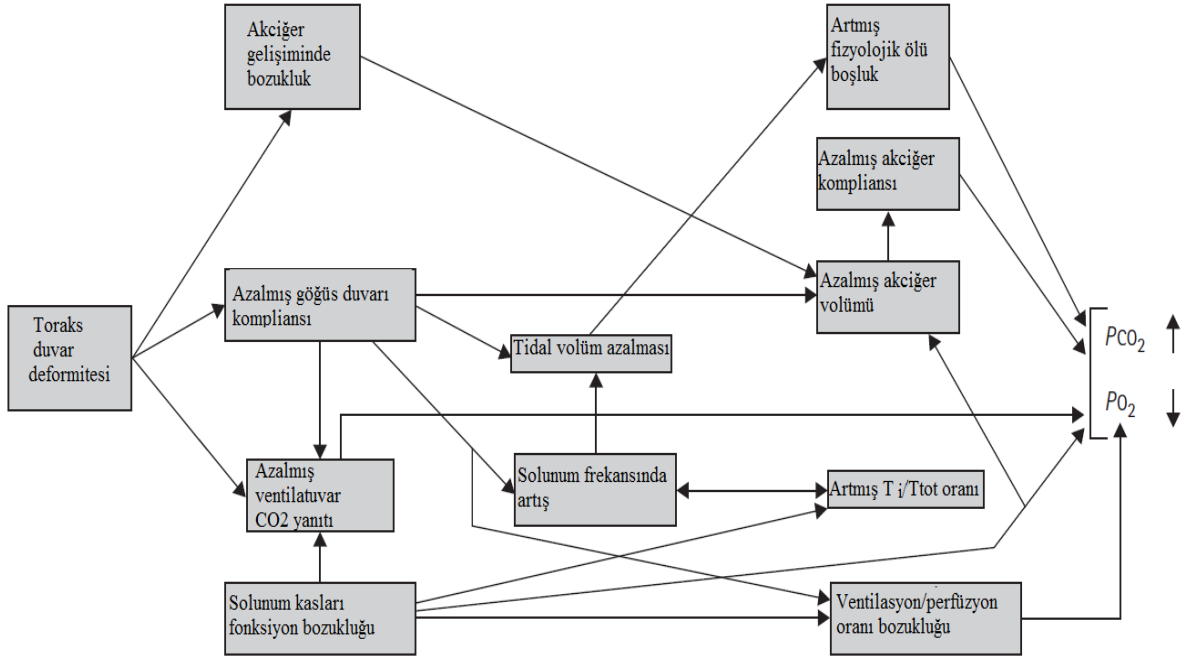 Akciğer
gelişiminde
bozukluk
Artmış
fizyolojik ölü
boşluk
Azalmış akciğer
kompliansı
Azalmış göğüs duvarı
kompliansı
Azalmış akciğer
volümü
Toraks
duvar
deformitesi
Tidal volüm azalması
PCO2
PO2
Azalmış
ventilatuvar
CO2 yanıtı
Solunum frekansında
artış
Artmış T i/Ttot oranı
Solunum kasları
fonksiyon bozukluğu
Ventilasyon/perfüzyon
oranı bozukluğu